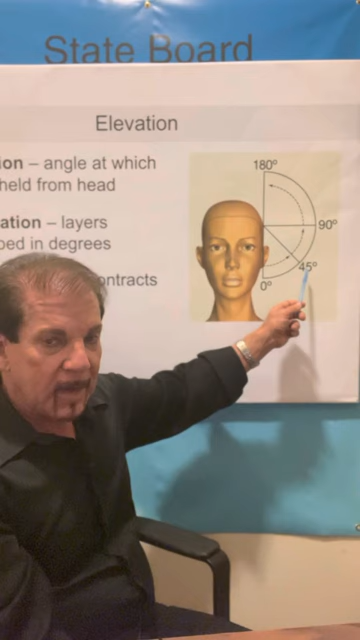 State Board
Elevation
ion – angle at which
held from head
ation – layers
ped in degrees
ontracts
180º
90º
45º
0º